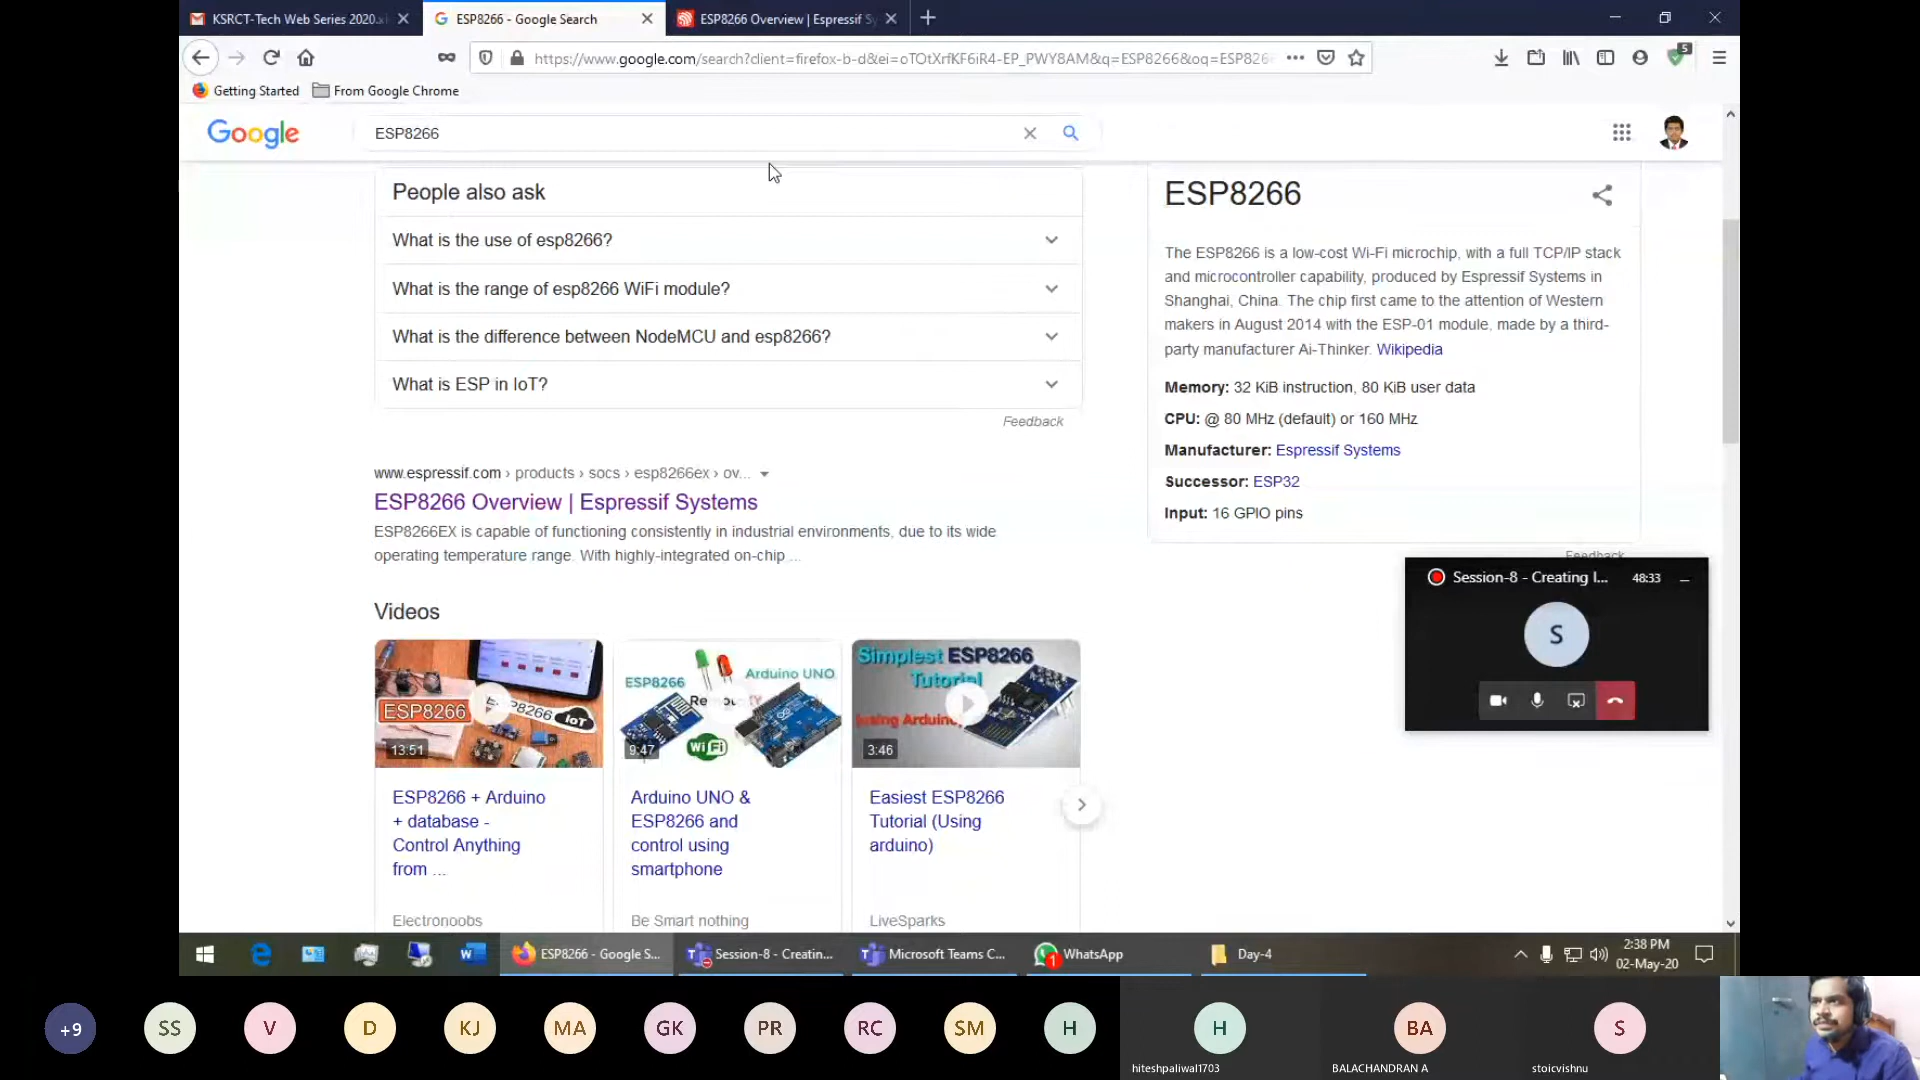 KSRCT-Tech Web Series 2020.x
ESP8266 - Google Search
ESP8266 Overview | Espressif Sy
https://www.google.com/search?client=firefox-b-d&ei=oTOtXrfKF6iR4-EP_PWY8AM&q=ESP8266&oq=ESP826
5
Getting Started
From Google Chrome
Google
ESP8266
People also ask
What is the use of esp8266?
What is the range of esp8266 WiFi module?
What is the difference between NodeMCU and esp8266?
What is ESP in IoT?
Feedback
www.espressif.com › products › socs › esp8266ex › ov...
ESP8266 Overview | Espressif Systems
ESP8266EX is capable of functioning consistently in industrial environments, due to its wide
operating temperature range. With highly-integrated on-chip ...
Videos
ESP8266
ESP8266 IoT
13:51
ESP8266
Arduino UNO
WiFi
9:47
Simplest ESP8266
Tutorial
using Arduino
3:46
ESP8266 + Arduino
+ database -
Control Anything
from ...
Electronoobs
Arduino UNO &
ESP8266 and
control using
smartphone
Be Smart nothing
Easiest ESP8266
Tutorial (Using
arduino)
LiveSparks
ESP8266
The ESP8266 is a low-cost Wi-Fi microchip, with a full TCP/IP stack
and microcontroller capability, produced by Espressif Systems in
Shanghai, China. The chip first came to the attention of Western
makers in August 2014 with the ESP-01 module, made by a third-
party manufacturer Ai-Thinker. Wikipedia
Memory: 32 KiB instruction, 80 KiB user data
CPU: @ 80 MHz (default) or 160 MHz
Manufacturer: Espressif Systems
Successor: ESP32
Input: 16 GPIO pins
Feedback
Session-8 - Creating I...
48:33
S
ESP8266 - Google S...
Session-8 - Creatin...
Microsoft Teams C...
1
WhatsApp
Day-4
2:38 PM
02-May-20
+9
SS
V
D
KJ
MA
GK
PR
RC
SM
H
H
hiteshpaliwal1703
BA
BALACHANDRAN A
S
stoicvishnu